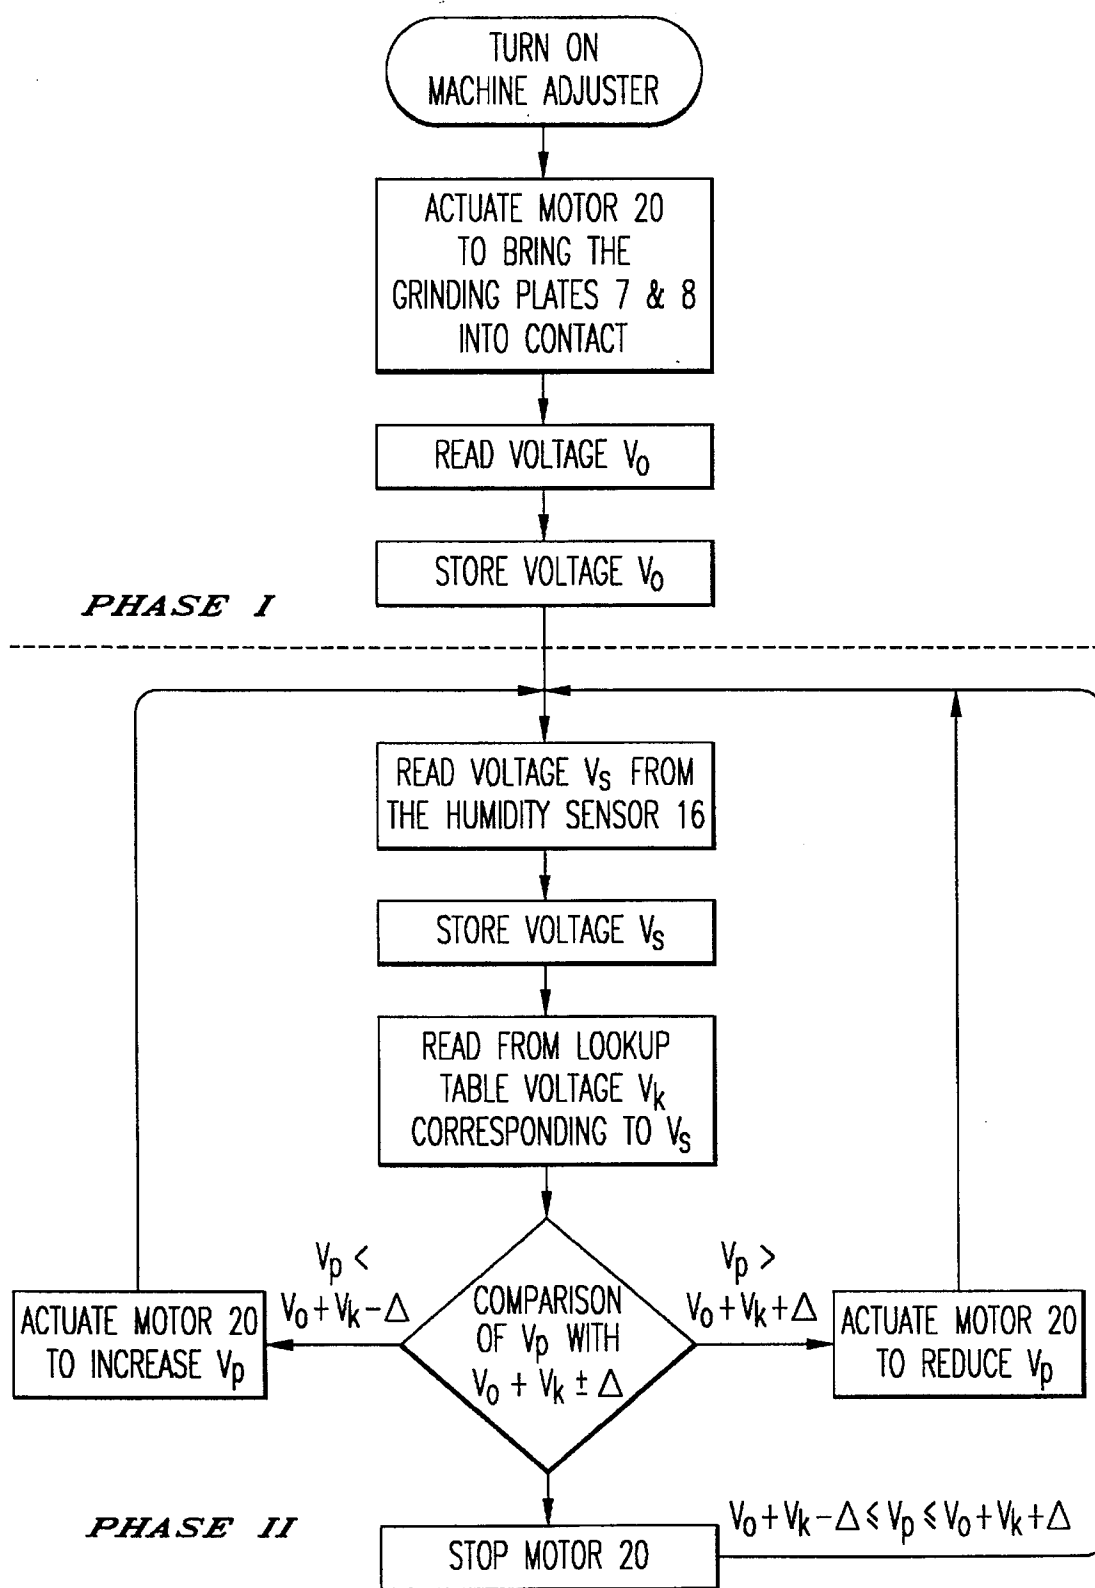 TURN ON
MACHINE ADJUSTER
ACTUATE MOTOR 20
TO BRING THE
GRINDING PLATES 7 & 8
INTO CONTACT
READ VOLTAGE V₀
STORE VOLTAGE V₀
PHASE I
READ VOLTAGE Vₛ FROM
THE HUMIDITY SENSOR 16
STORE VOLTAGE Vₛ
READ FROM LOOKUP
TABLE VOLTAGE Vₖ
CORRESPONDING TO Vₛ
Vₚ <
V₀ + Vₖ - Δ
COMPARISON
OF Vₚ WITH
V₀ + Vₖ ± Δ
Vₚ >
V₀ + Vₖ + Δ
ACTUATE MOTOR 20
TO INCREASE Vₚ
ACTUATE MOTOR 20
TO REDUCE Vₚ
PHASE II
STOP MOTOR 20
V₀ + Vₖ - Δ ≤ Vₚ ≤ V₀ + Vₖ + Δ